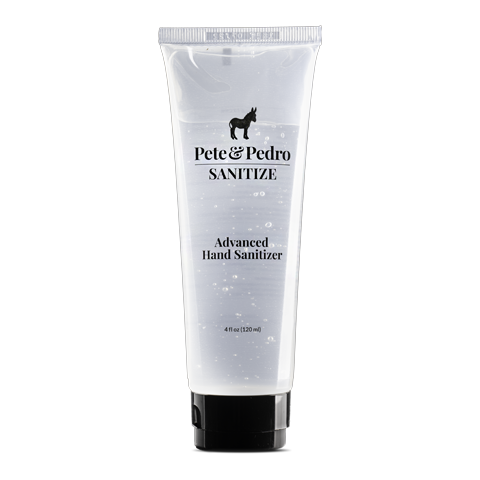 Pete & Pedro
SANITIZE
Advanced
Hand Sanitizer
4 fl oz (120 ml)